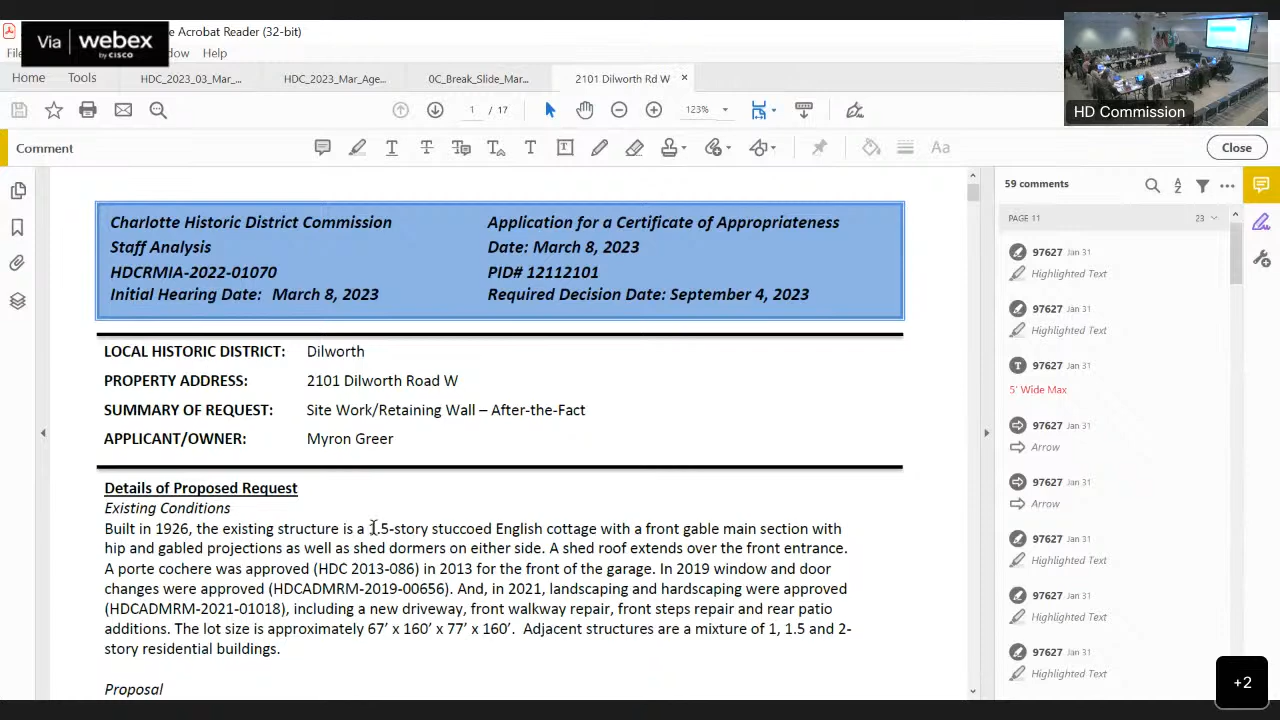 Via webex
by CISCO
e Acrobat Reader (32-bit)
dow Help
Home Tools HDC_2023_03_Mar_... HDC_2023_Mar_Age... 0C_Break_Slide_Mar... 2101 Dilworth Rd W ×
1 / 17 123%
HD Commission
Comment Close
59 comments
Charlotte Historic District Commission
Staff Analysis
HDCRMIA-2022-01070
Initial Hearing Date: March 8, 2023
Application for a Certificate of Appropriateness
Date: March 8, 2023
PID# 12112101
Required Decision Date: September 4, 2023
LOCAL HISTORIC DISTRICT: Dilworth
PROPERTY ADDRESS: 2101 Dilworth Road W
SUMMARY OF REQUEST: Site Work/Retaining Wall – After-the-Fact
APPLICANT/OWNER: Myron Greer
Details of Proposed Request
Existing Conditions
Built in 1926, the existing structure is a 1.5-story stuccoed English cottage with a front gable main section with
hip and gabled projections as well as shed dormers on either side. A shed roof extends over the front entrance.
A porte cochere was approved (HDC 2013-086) in 2013 for the front of the garage. In 2019 window and door
changes were approved (HDCADMRM-2019-00656). And, in 2021, landscaping and hardscaping were approved
(HDCADMRM-2021-01018), including a new driveway, front walkway repair, front steps repair and rear patio
additions. The lot size is approximately 67’ x 160’ x 77’ x 160’. Adjacent structures are a mixture of 1, 1.5 and 2-
story residential buildings.
Proposal
PAGE 11 23
97627 Jan 31
Highlighted Text
97627 Jan 31
Highlighted Text
97627 Jan 31
5' Wide Max
97627 Jan 31
Arrow
97627 Jan 31
Arrow
97627 Jan 31
Highlighted Text
97627 Jan 31
Highlighted Text
97627 Jan 31
Highlighted Text
+2